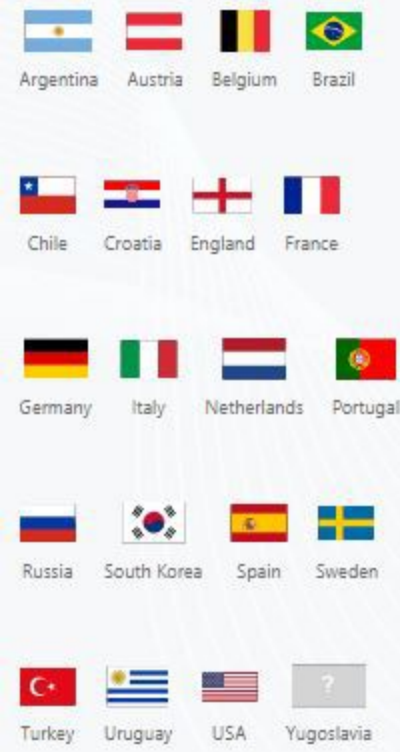 Argentina Austria Belgium Brazil
Chile Croatia England France
Germany Italy Netherlands Portugal
Russia South Korea Spain Sweden
?
Turkey Uruguay USA Yugoslavia